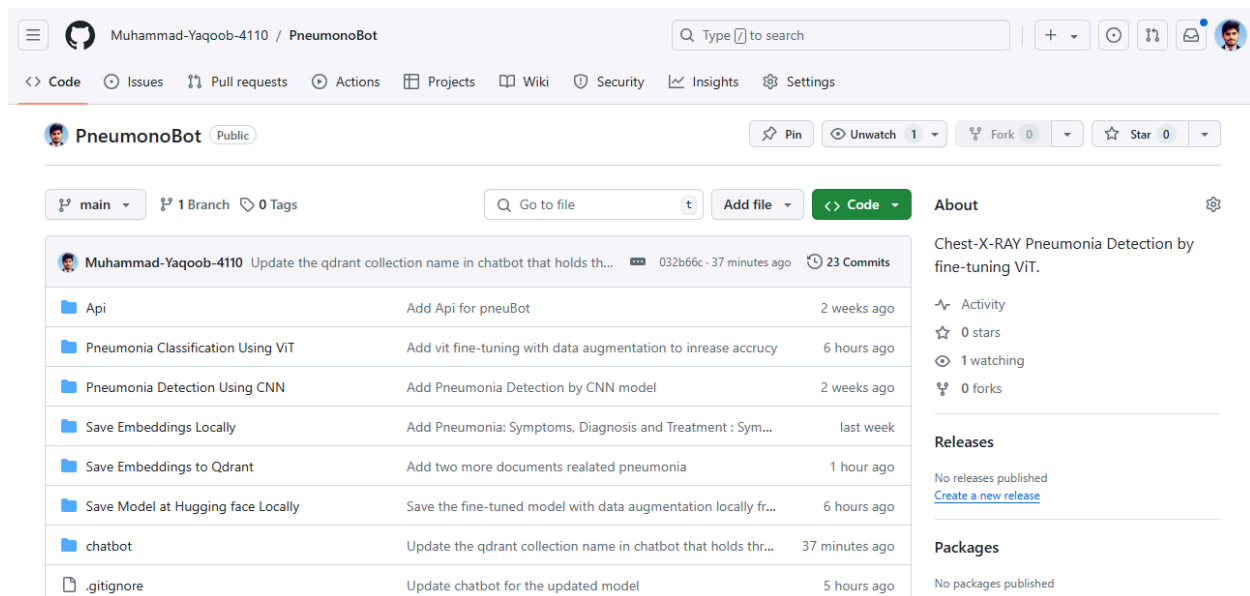 Muhammad-Yaqoob-4110 / PneumonoBot
Type / to search
Code Issues Pull requests Actions Projects Wiki Security Insights Settings
PneumonoBot Public
Pin Unwatch 1 Fork 0 Star 0
main 1 Branch 0 Tags Go to file t Add file Code
Muhammad-Yaqoob-4110 Update the qdrant collection name in chatbot that holds th... 032b66c · 37 minutes ago 23 Commits
Api Add Api for pneuBot 2 weeks ago
Pneumonia Classification Using ViT Add vit fine-tuning with data augmentation to inrease accrucy 6 hours ago
Pneumonia Detection Using CNN Add Pneumonia Detection by CNN model 2 weeks ago
Save Embeddings Locally Add Pneumonia: Symptoms, Diagnosis and Treatment : Sym... last week
Save Embeddings to Qdrant Add two more documents realated pneumonia 1 hour ago
Save Model at Hugging face Locally Save the fine-tuned model with data augmentation locally fr... 6 hours ago
chatbot Update the qdrant collection name in chatbot that holds thr... 37 minutes ago
.gitignore Update chatbot for the updated model 5 hours ago
About
Chest-X-RAY Pneumonia Detection by
fine-tuning ViT.
Activity
0 stars
1 watching
0 forks
Releases
No releases published
Create a new release
Packages
No packages published